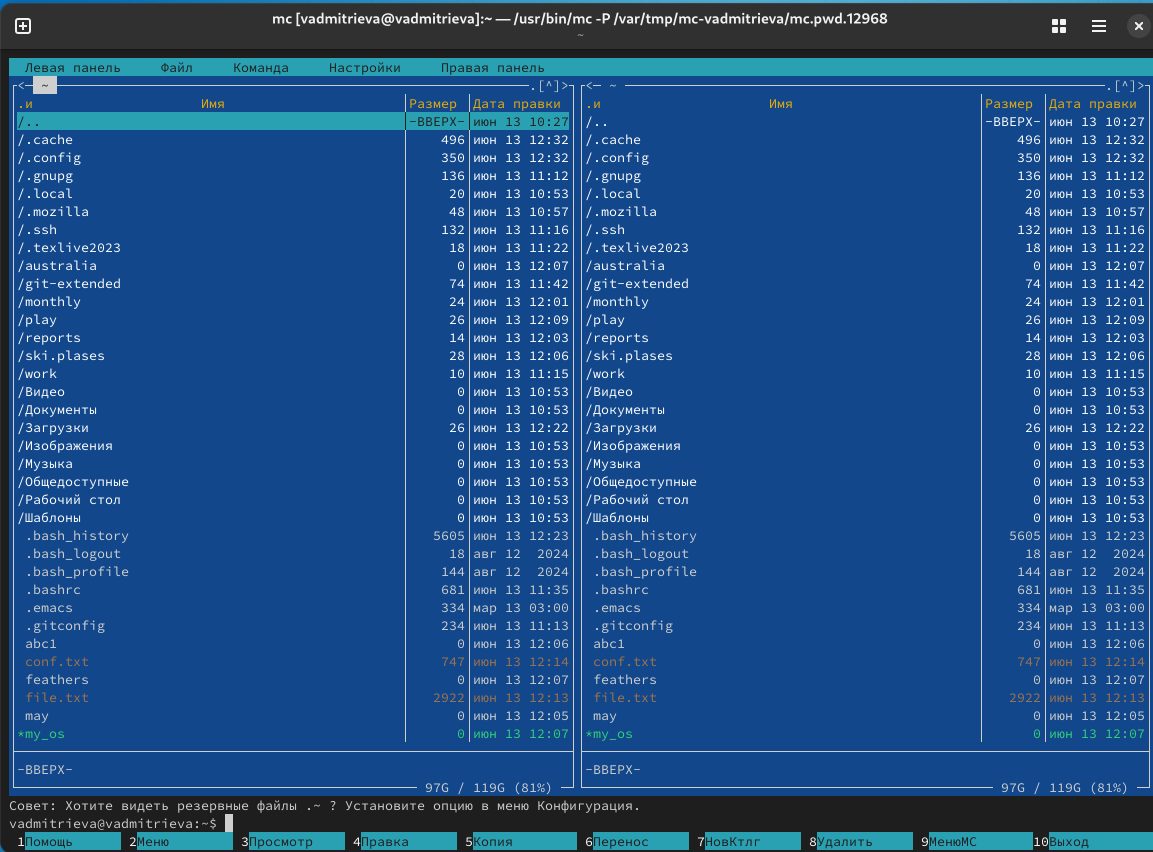 mc [vadmitrieva@vadmitrieva]:~ — /usr/bin/mc -P /var/tmp/mc-vadmitrieva/mc.pwd.12968
~
Левая панель Файл Команда Настройки Правая панель
<─ ~ .[^]> <─ ~ .[^]>
.и Имя Размер Дата правки .и Имя Размер Дата правки
/.. -ВВЕРХ- июн 13 10:27 /.. -ВВЕРХ- июн 13 10:27
/.cache 496 июн 13 12:32 /.cache 496 июн 13 12:32
/.config 350 июн 13 12:32 /.config 350 июн 13 12:32
/.gnupg 136 июн 13 11:12 /.gnupg 136 июн 13 11:12
/.local 20 июн 13 10:53 /.local 20 июн 13 10:53
/.mozilla 48 июн 13 10:57 /.mozilla 48 июн 13 10:57
/.ssh 132 июн 13 11:16 /.ssh 132 июн 13 11:16
/.texlive2023 18 июн 13 11:22 /.texlive2023 18 июн 13 11:22
/australia 0 июн 13 12:07 /australia 0 июн 13 12:07
/git-extended 74 июн 13 11:42 /git-extended 74 июн 13 11:42
/monthly 24 июн 13 12:01 /monthly 24 июн 13 12:01
/play 26 июн 13 12:09 /play 26 июн 13 12:09
/reports 14 июн 13 12:03 /reports 14 июн 13 12:03
/ski.plases 28 июн 13 12:06 /ski.plases 28 июн 13 12:06
/work 10 июн 13 11:15 /work 10 июн 13 11:15
/Видео 0 июн 13 10:53 /Видео 0 июн 13 10:53
/Документы 0 июн 13 10:53 /Документы 0 июн 13 10:53
/Загрузки 26 июн 13 12:22 /Загрузки 26 июн 13 12:22
/Изображения 0 июн 13 10:53 /Изображения 0 июн 13 10:53
/Музыка 0 июн 13 10:53 /Музыка 0 июн 13 10:53
/Общедоступные 0 июн 13 10:53 /Общедоступные 0 июн 13 10:53
/Рабочий стол 0 июн 13 10:53 /Рабочий стол 0 июн 13 10:53
/Шаблоны 0 июн 13 10:53 /Шаблоны 0 июн 13 10:53
.bash_history 5605 июн 13 12:23 .bash_history 5605 июн 13 12:23
.bash_logout 18 авг 12 2024 .bash_logout 18 авг 12 2024
.bash_profile 144 авг 12 2024 .bash_profile 144 авг 12 2024
.bashrc 681 июн 13 11:35 .bashrc 681 июн 13 11:35
.emacs 334 мар 13 03:00 .emacs 334 мар 13 03:00
.gitconfig 234 июн 13 11:13 .gitconfig 234 июн 13 11:13
abc1 0 июн 13 12:06 abc1 0 июн 13 12:06
conf.txt 747 июн 13 12:14 conf.txt 747 июн 13 12:14
feathers 0 июн 13 12:07 feathers 0 июн 13 12:07
file.txt 2922 июн 13 12:13 file.txt 2922 июн 13 12:13
may 0 июн 13 12:05 may 0 июн 13 12:05
*my_os 0 июн 13 12:07 *my_os 0 июн 13 12:07
-ВВЕРХ- -ВВЕРХ-
97G / 119G (81%) 97G / 119G (81%)
Совет: Хотите видеть резервные файлы .~ ? Установите опцию в меню Конфигурация.
vadmitrieva@vadmitrieva:~$
1Помощь 2Меню 3Просмотр 4Правка 5Копия 6Перенос 7НовКтлг 8Удалить 9МенюMC 10Выход